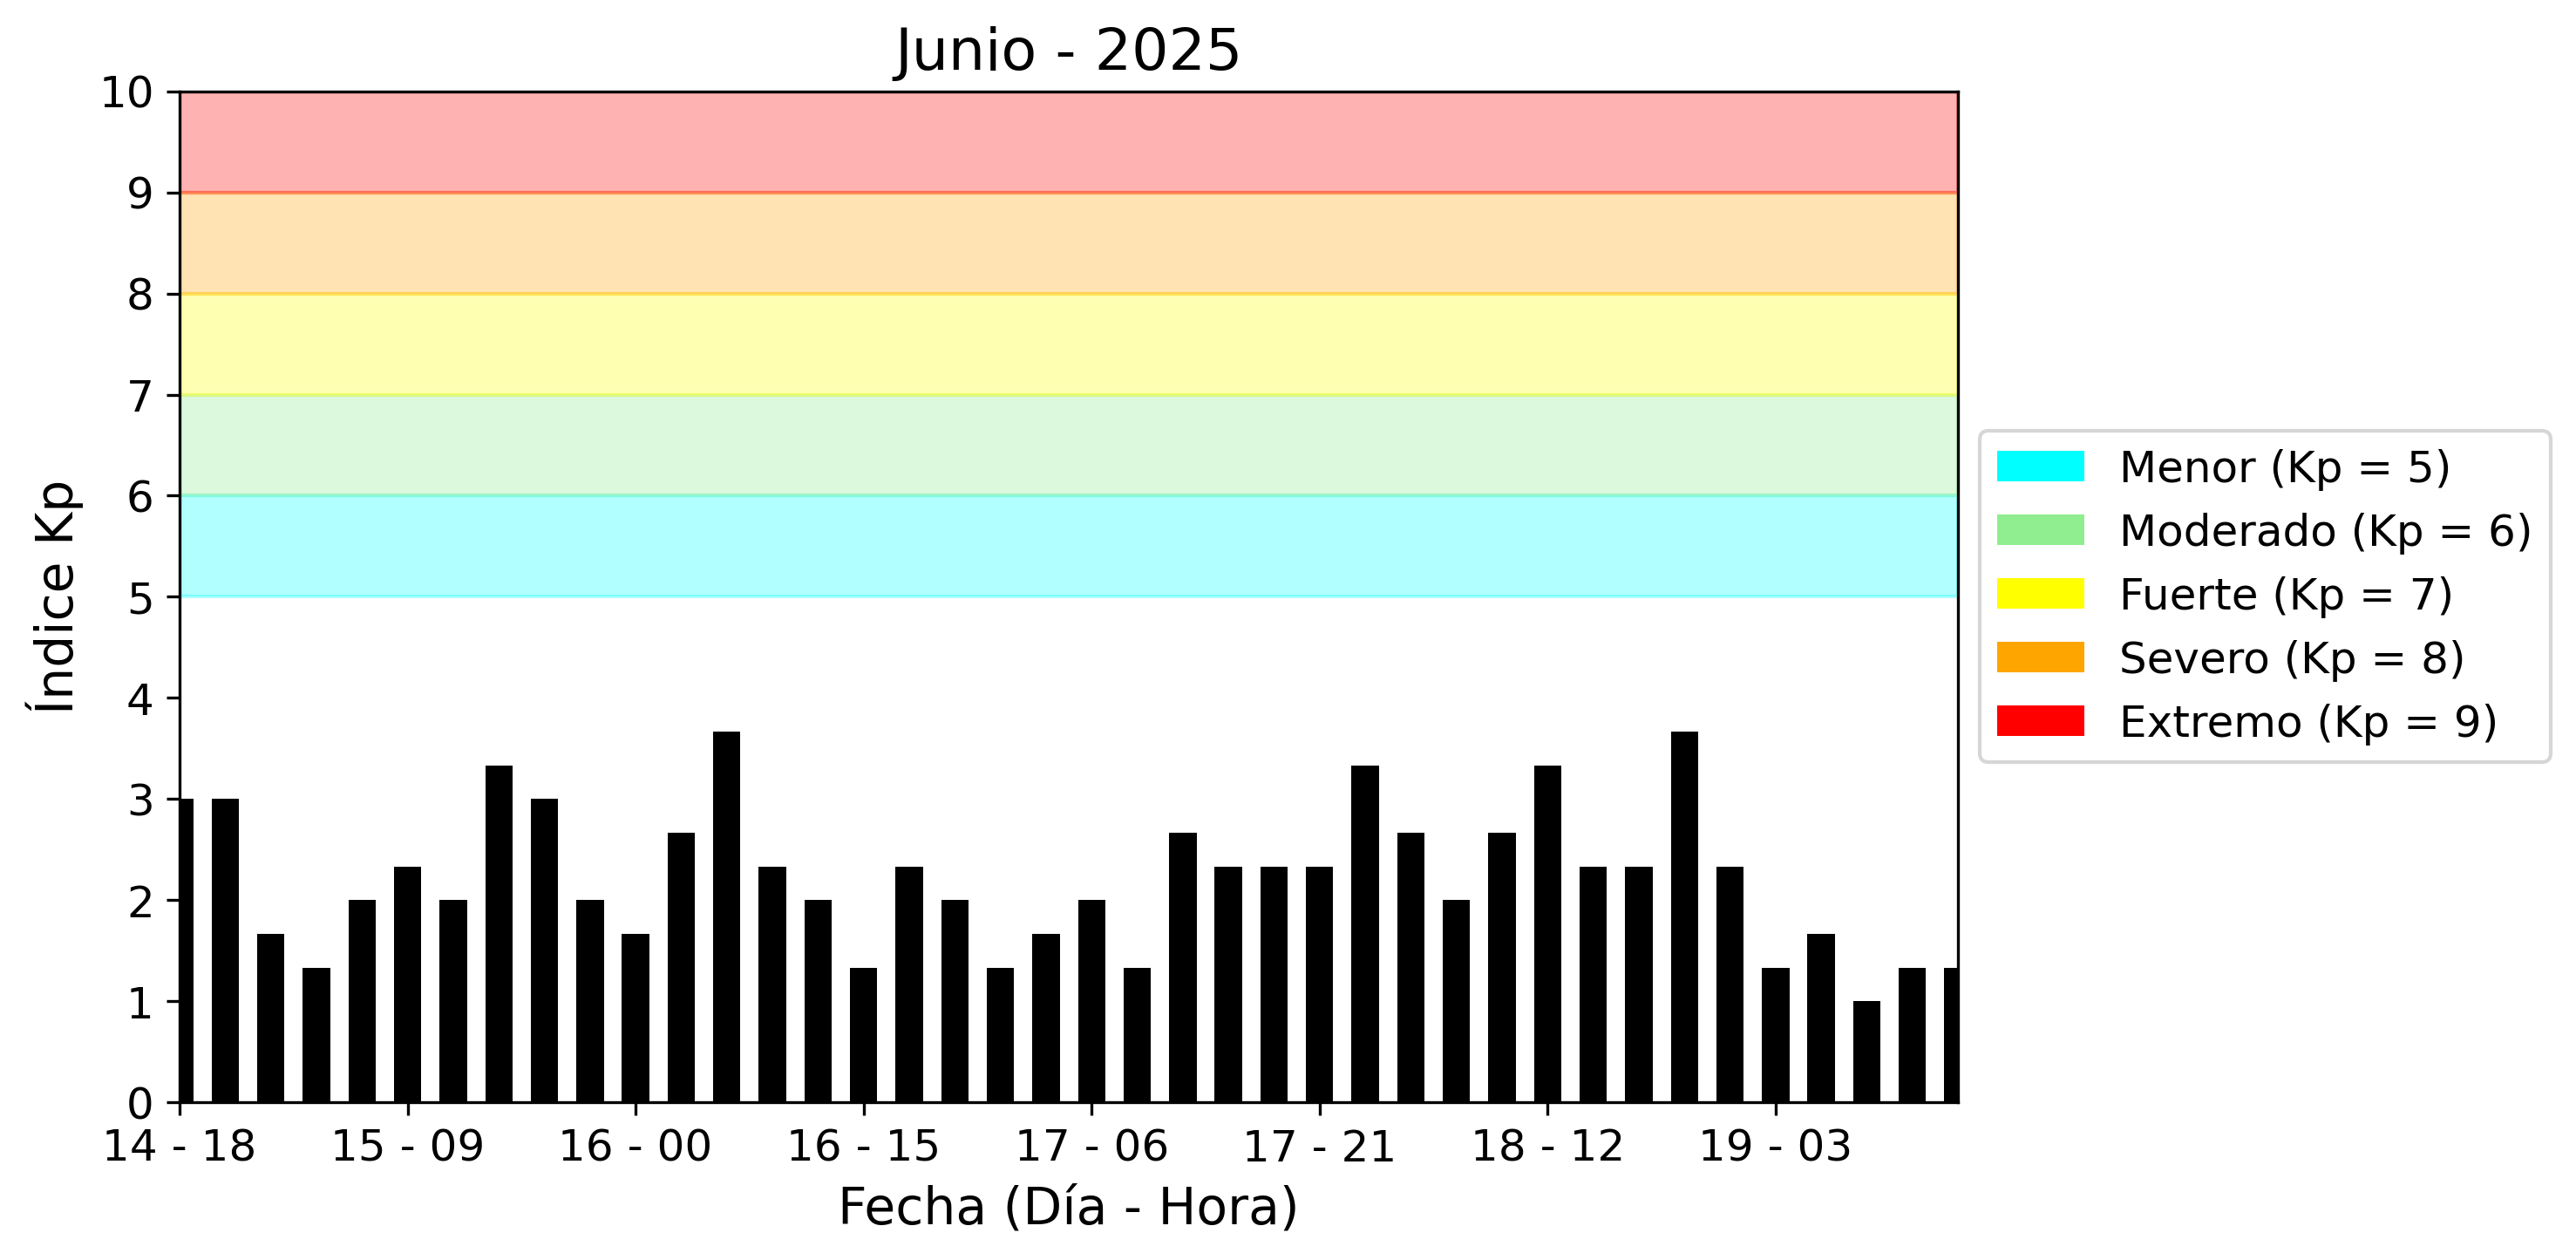 Junio - 2025
10
9
8
7
6
5
4
3
2
1
0
Índice Kp
14 - 18
15 - 09
16 - 00
16 - 15
17 - 06
17 - 21
18 - 12
19 - 03
Fecha (Día - Hora)
Menor (Kp = 5)
Moderado (Kp = 6)
Fuerte (Kp = 7)
Severo (Kp = 8)
Extremo (Kp = 9)